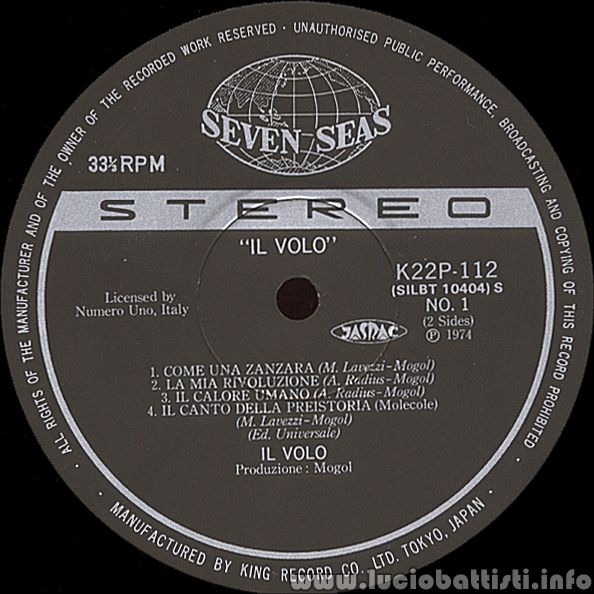 ALL RIGHTS OF THE MANUFACTURER AND OF THE OWNER OF THE RECORDED WORK RESERVED · UNAUTHORISED PUBLIC PERFORMANCE, BROADCASTING AND COPYING OF THIS RECORD PROHIBITED
SEVEN SEAS
33⅓ RPM
STEREO
"IL VOLO"
Licensed by
Numero Uno, Italy
K22P-112
(SILBT 10404) S
NO. 1
(2 Sides)
JASRAC
Ⓟ 1974
1. COME UNA ZANZARA (M. Lavezzi-Mogol)
2. LA MIA RIVOLUZIONE (A. Radius-Mogol)
3. IL CALORE UMANO (A. Radius-Mogol)
4. IL CANTO DELLA PREISTORIA (Molecole)
(M. Lavezzi-Mogol)
(Ed. Universale)
IL VOLO
Produzione : Mogol
· MANUFACTURED BY KING RECORD CO. LTD. TOKYO, JAPAN ·
www.luciobattisti.info